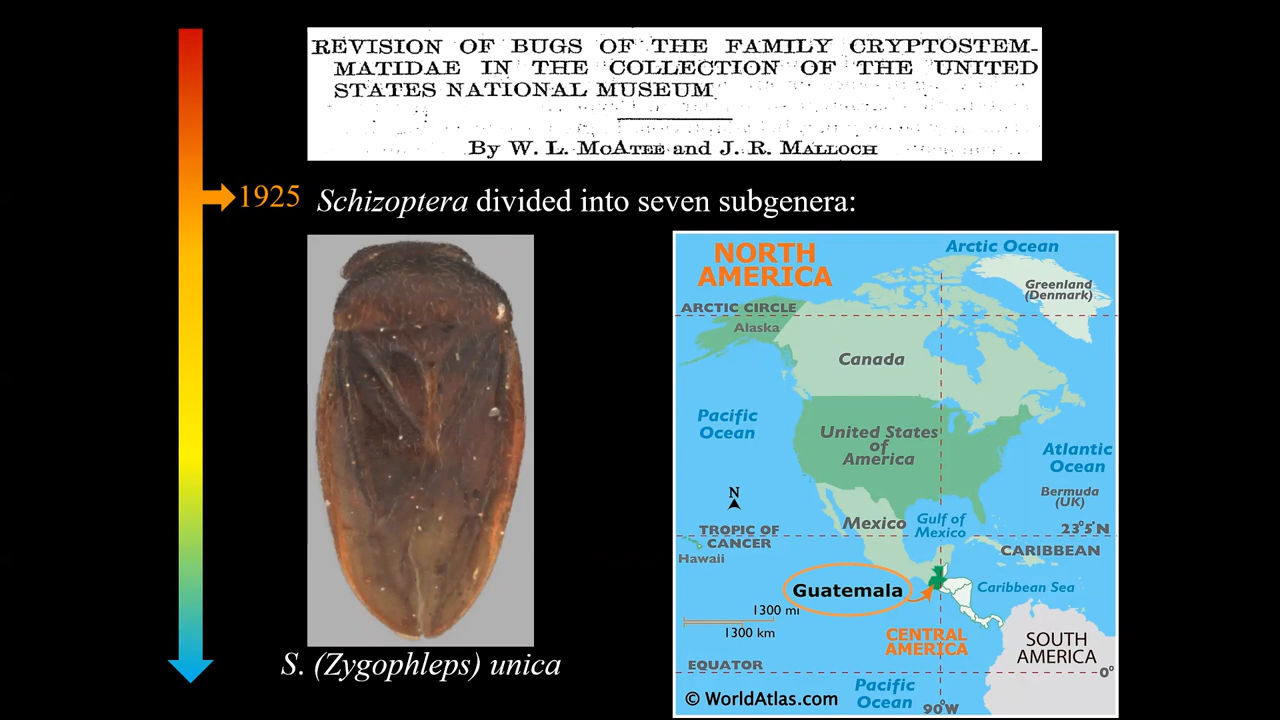 REVISION OF BUGS OF THE FAMILY CRYPTOSTEM-
MATIDAE IN THE COLLECTION OF THE UNITED
STATES NATIONAL MUSEUM
By W. L. McAtee and J. R. Malloch
1925
Schizoptera divided into seven subgenera:
S. (Zygophleps) unica
NORTH
AMERICA
Arctic Ocean
Greenland
(Denmark)
ARCTIC CIRCLE
Alaska
Canada
Pacific
Ocean
United States
of
America
Atlantic
Ocean
Bermuda
(UK)
N
Mexico
Gulf of
Mexico
23°5'N
TROPIC OF
CANCER
Hawaii
CARIBBEAN
Guatemala
Caribbean Sea
1300 mi
1300 km
CENTRAL
AMERICA
SOUTH
AMERICA
EQUATOR
0°
Pacific
Ocean
© WorldAtlas.com
90°W